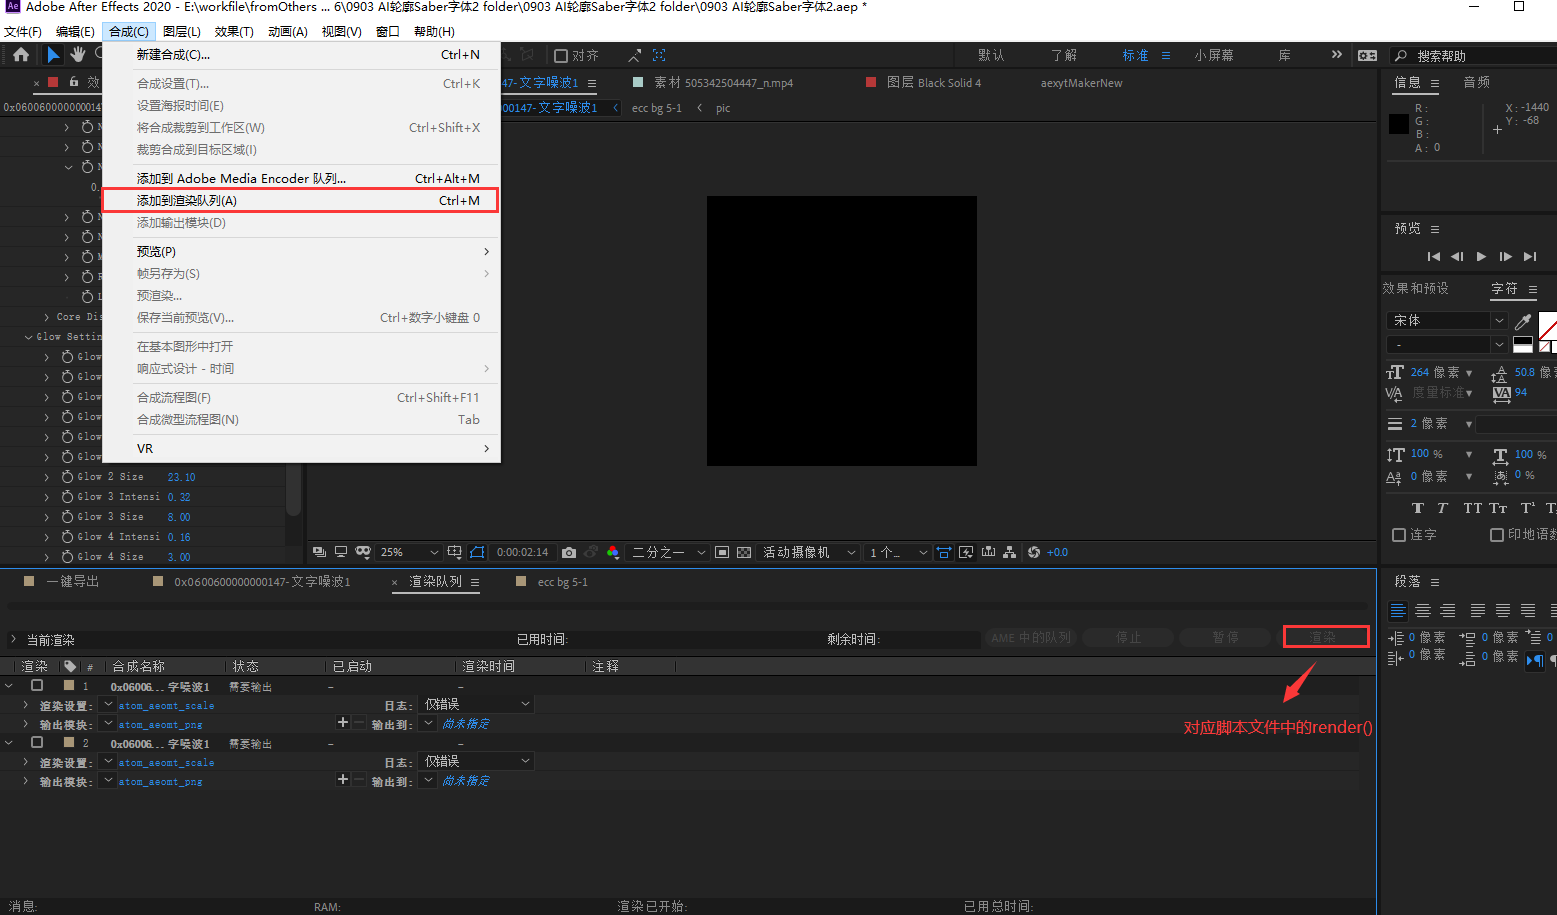 Adobe After Effects 2020 - E:\workfile\fromOthers ... 6\0903 AI轮廓Saber字体2 folder\0903 AI轮廓Saber字体2 folder\0903 AI轮廓Saber字体2.aep *
文件(F) 编辑(E) 合成(C) 图层(L) 效果(T) 动画(A) 视图(V) 窗口 帮助(H)
新建合成(C)... Ctrl+N
合成设置(T)... Ctrl+K
设置海报时间(E)
将合成裁剪到工作区(W) Ctrl+Shift+X
裁剪合成到目标区域(I)
添加到 Adobe Media Encoder 队列... Ctrl+Alt+M
添加到渲染队列(A) Ctrl+M
添加输出模块(D)
预览(P)
帧另存为(S)
预渲染...
保存当前预览(V)... Ctrl+数字小键盘 0
在基本图形中打开
响应式设计 - 时间
合成流程图(F) Ctrl+Shift+F11
合成微型流程图(N) Tab
VR
对齐
默认 了解 标准 小屏幕 库 搜索帮助
效
47-文字噪波1 素材 505342504447_n.mp4 图层 Black Solid 4 aexytMakerNew
0x0600600000000147
00147-文字噪波1 ecc bg 5-1 pic
0.
Core Dis
Glow Settin
Glow
Glow
Glow
Glow
Glow
Glow
Glow 2 Size 23.10
Glow 3 Intensi 0.32
Glow 3 Size 8.00
Glow 4 Intensi 0.16
Glow 4 Size 3.00
25% 0:00:02:14 二分之一 活动摄像机 1 个... +0.0
信息 音频
R :
G :
B :
A : 0
X : -1440
Y : -68
预览
效果和预设 字符
宋体
-
264 像素 50.8 像素
度量标准 94
2 像素
100 % 100 %
0 像素 0 %
连字 印地语数
段落
0 像素 0 像素 0
0 像素 0 像素
一键导出 0x0600600000000147-文字噪波1 渲染队列 ecc bg 5-1
当前渲染 已用时间: 剩余时间: AME 中的队列 停止 暂停 渲染
渲染 # 合成名称 状态 已启动 渲染时间 注释
1 0x06006... 字噪波1 需要输出 – –
渲染设置: atom_aeomt_scale 日志: 仅错误
输出模块: atom_aeomt_png 输出到: 尚未指定
2 0x06006... 字噪波1 需要输出 – –
渲染设置: atom_aeomt_scale 日志: 仅错误
输出模块: atom_aeomt_png 输出到: 尚未指定
对应脚本文件中的render()
消息: RAM: 渲染已开始: 已用总时间: